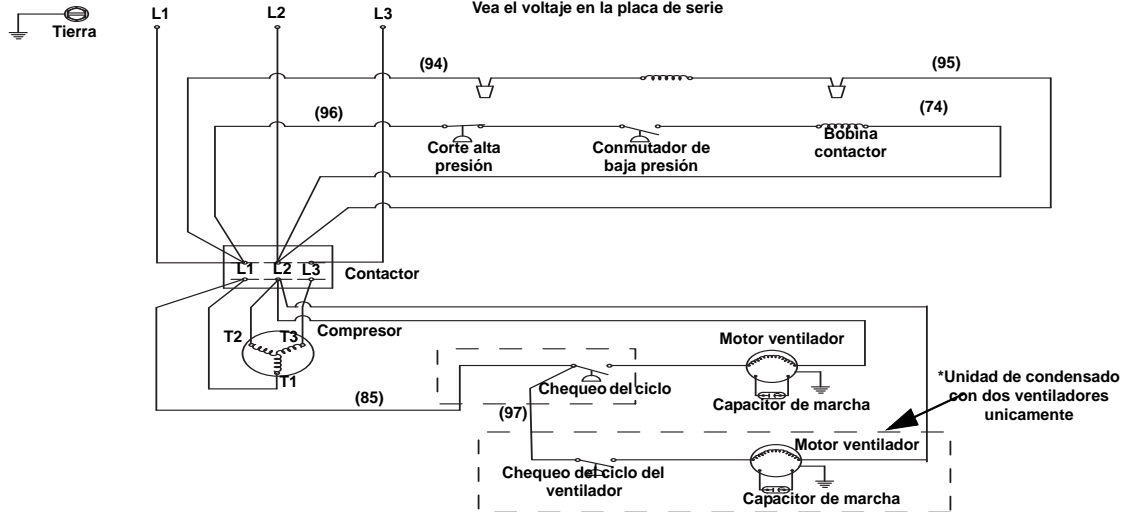 Vea el voltaje en la placa de serie
Tierra
L1
L2
L3
(94)
(95)
(96)
(74)
Corte alta
presión
Conmutador de
baja presión
Bobina
contactor
L1
L2
L3
Contactor
Compresor
T2
T3
T1
Motor ventilador
Chequeo del ciclo
Capacitor de marcha
*Unidad de condensado
con dos ventiladores
unicamente
(85)
(97)
Motor ventilador
Chequeo del ciclo del
ventilador
Capacitor de marcha